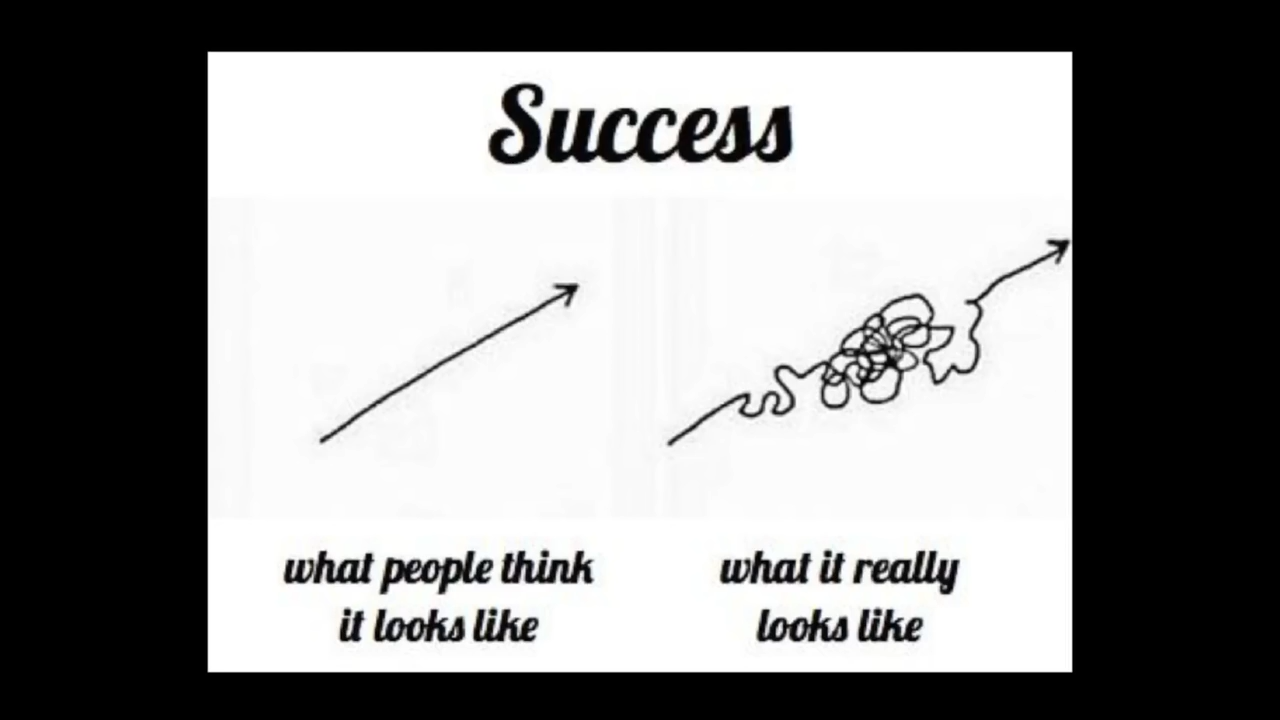 Success
what people think
it looks like
what it really
looks like